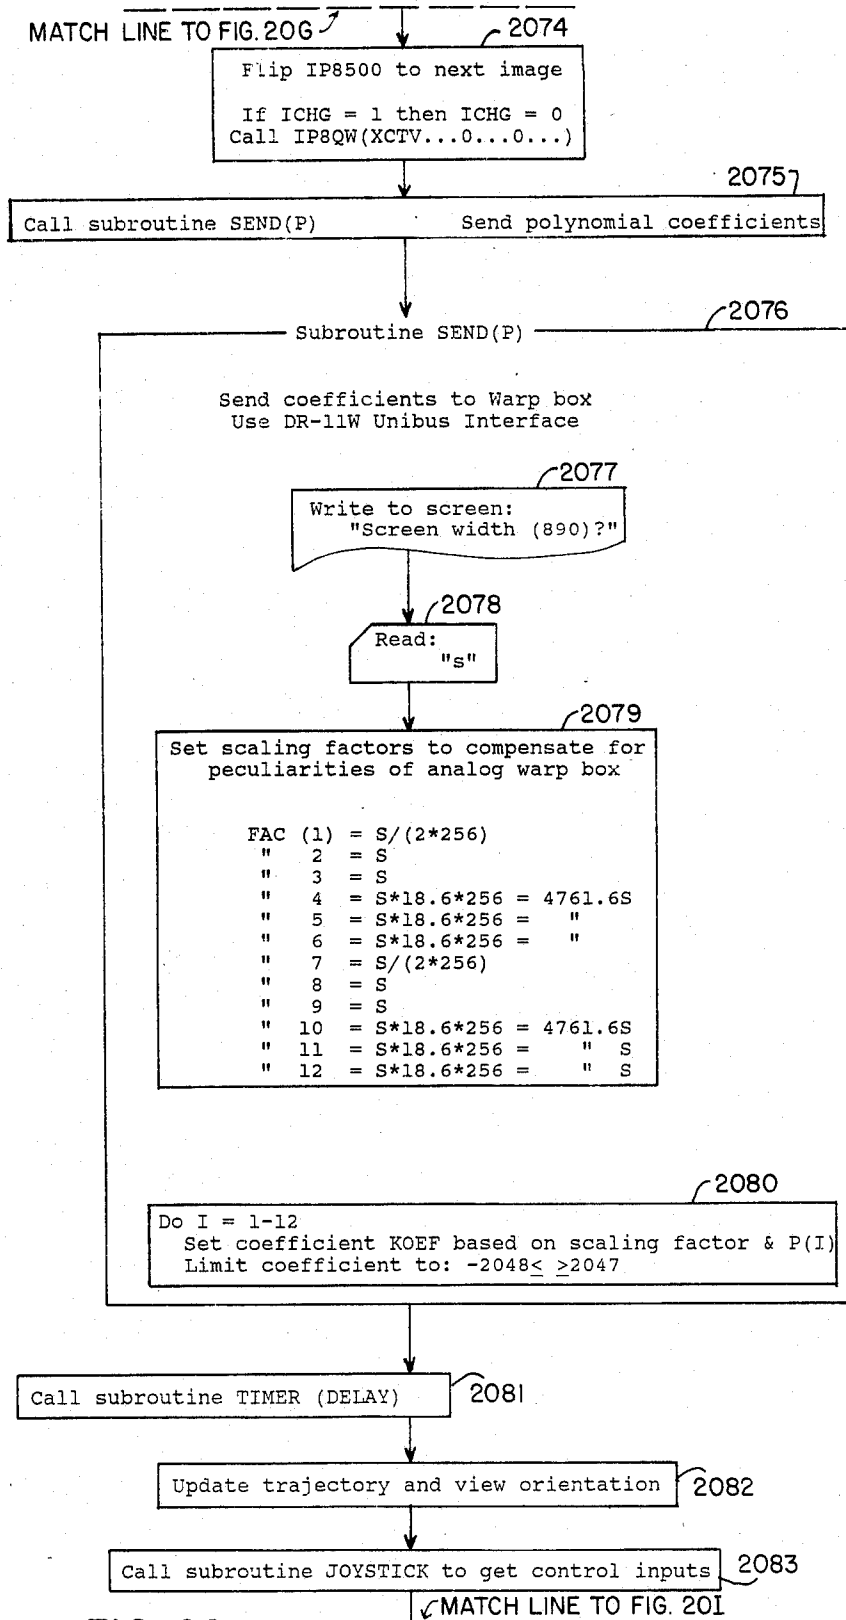 MATCH LINE TO FIG. 20G
2074
Flip IP8500 to next image
If ICHG = 1 then ICHG = 0
Call IP8QW(XCTV...0...0...)
2075
Call subroutine SEND(P) Send polynomial coefficients
2076
Subroutine SEND(P)
Send coefficients to Warp box
Use DR-11W Unibus Interface
2077
Write to screen:
"Screen width (890)?"
2078
Read:
"s"
2079
Set scaling factors to compensate for
peculiarities of analog warp box
FAC (1) = S/(2*256)
" 2 = S
" 3 = S
" 4 = S*18.6*256 = 4761.6S
" 5 = S*18.6*256 = "
" 6 = S*18.6*256 = "
" 7 = S/(2*256)
" 8 = S
" 9 = S
" 10 = S*18.6*256 = 4761.6S
" 11 = S*18.6*256 = " S
" 12 = S*18.6*256 = " S
2080
Do I = 1-12
Set coefficient KOEF based on scaling factor & P(I)
Limit coefficient to: -2048≤ ≥2047
Call subroutine TIMER (DELAY) 2081
Update trajectory and view orientation 2082
Call subroutine JOYSTICK to get control inputs 2083
MATCH LINE TO FIG. 20I